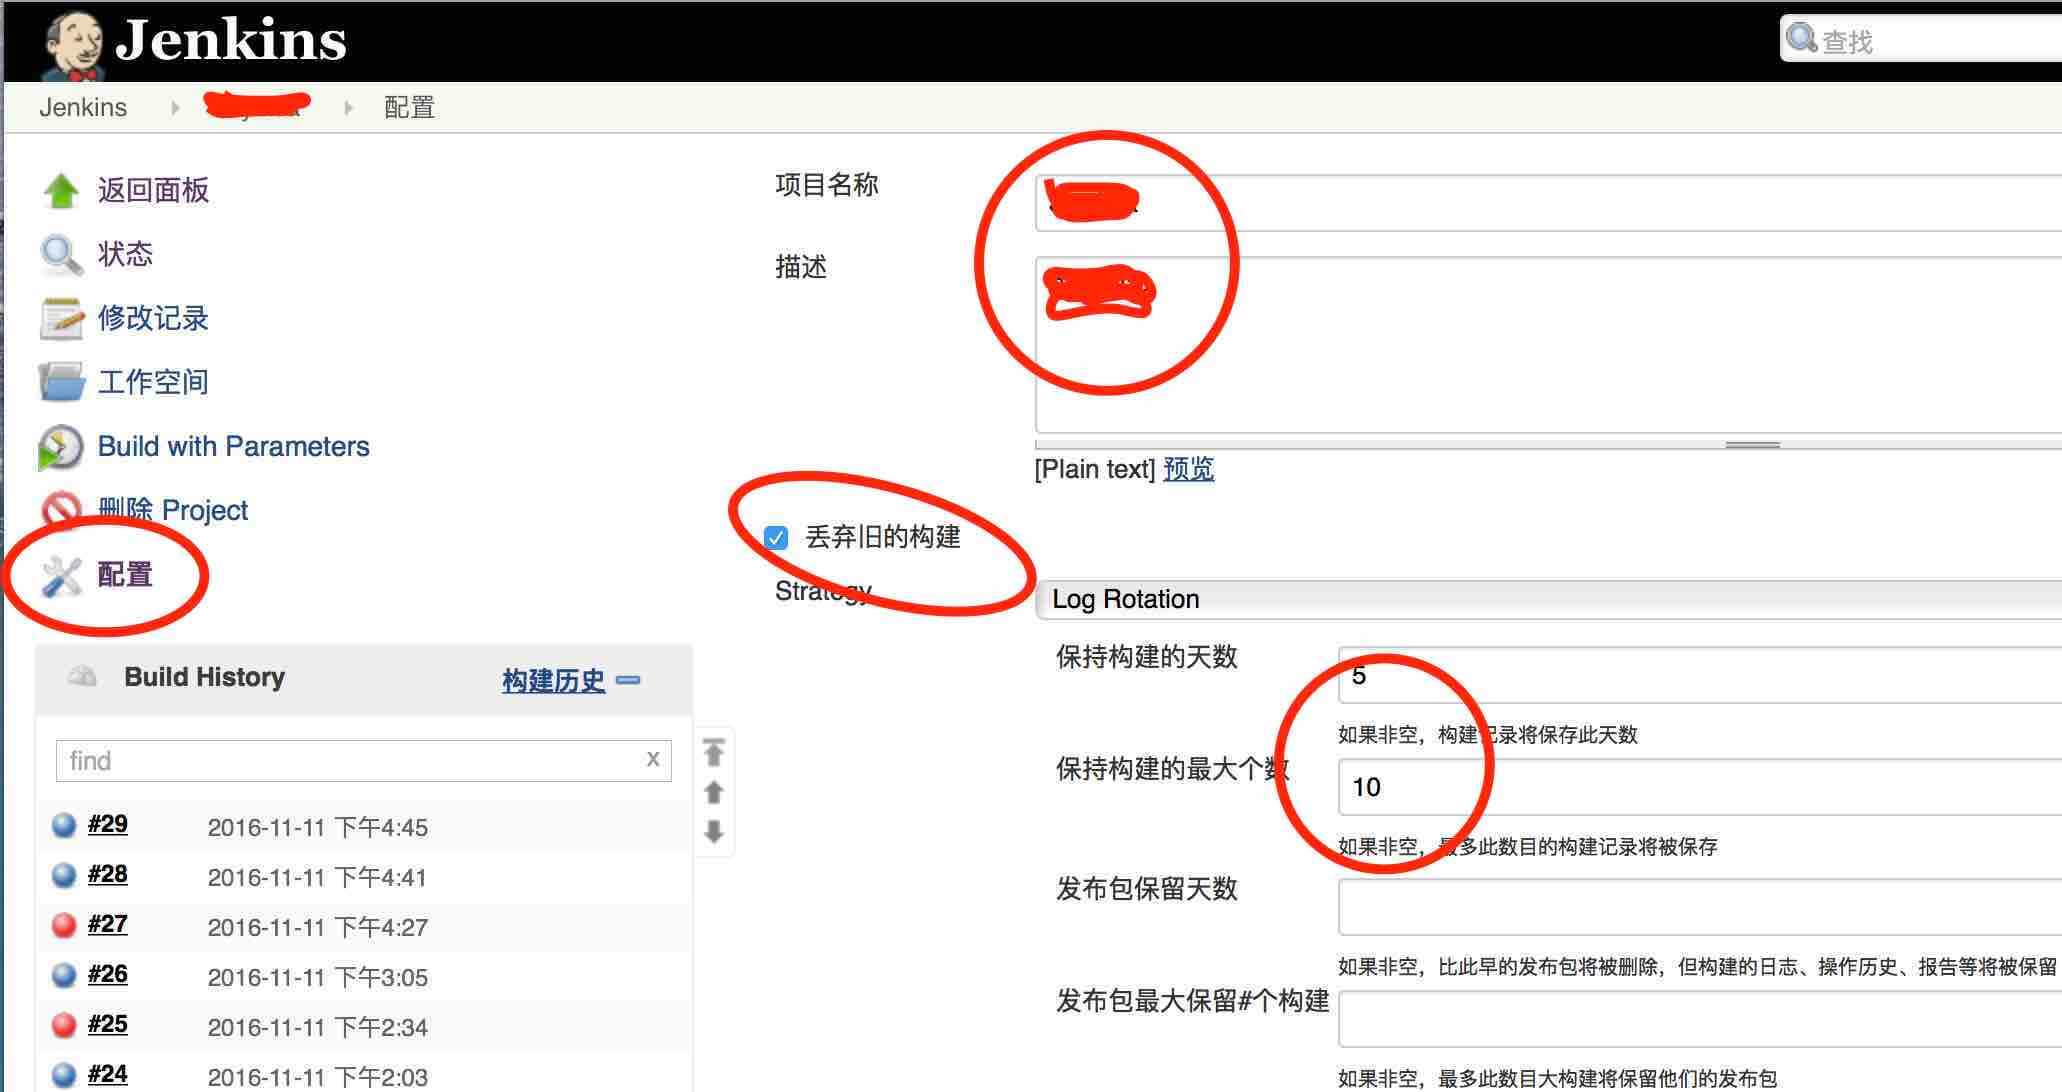 Jenkins
查找
Jenkins
配置
返回面板
状态
修改记录
工作空间
Build with Parameters
删除 Project
配置
Build History
构建历史
find
x
#29 2016-11-11 下午4:45
#28 2016-11-11 下午4:41
#27 2016-11-11 下午4:27
#26 2016-11-11 下午3:05
#25 2016-11-11 下午2:34
#24 2016-11-11 下午2:03
项目名称
描述
[Plain text] 预览
丢弃旧的构建
Strategy
Log Rotation
保持构建的天数
5
如果非空，构建记录将保存此天数
保持构建的最大个数
10
如果非空，最多此数目的构建记录将被保存
发布包保留天数
如果非空，比此早的发布包将被删除，但构建的日志、操作历史、报告等将被保留
发布包最大保留#个构建
如果非空，最多此数目大构建将保留他们的发布包